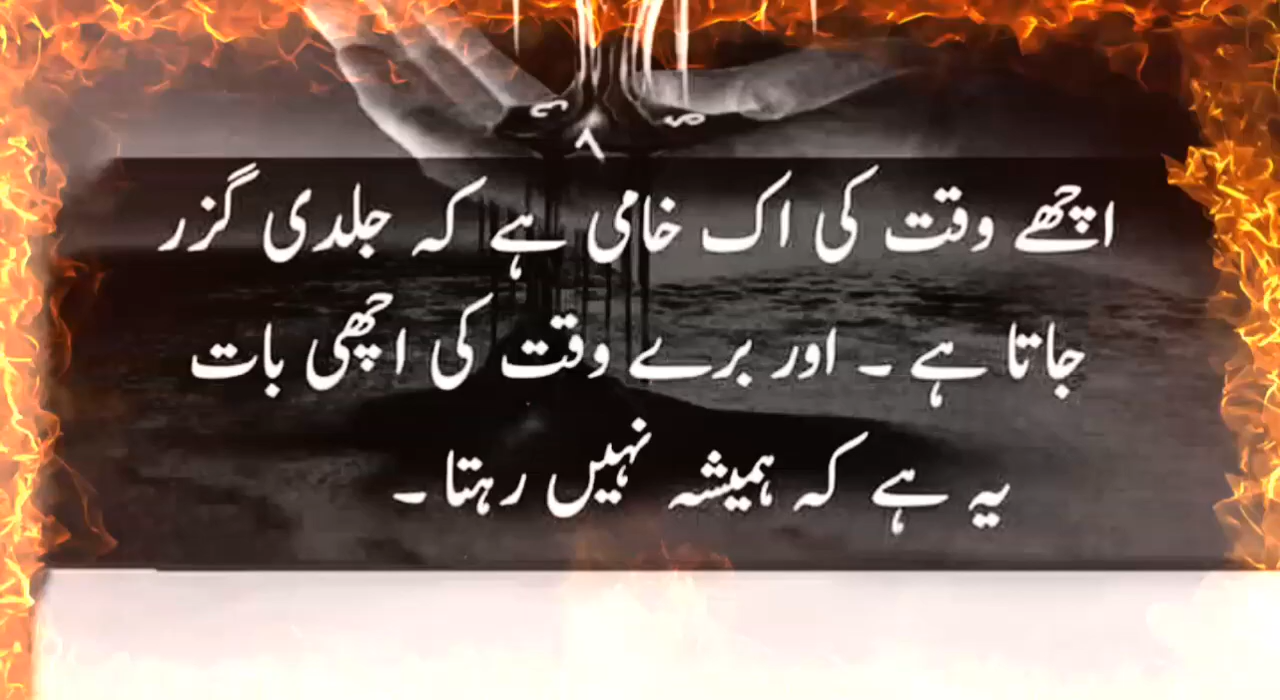 اچھے وقت کی اک خامی ہے کہ جلدی گزر
جاتا ہے ۔ اور برے وقت کی اچھی بات
یہ ہے کہ ہمیشہ نہیں رہتا ۔